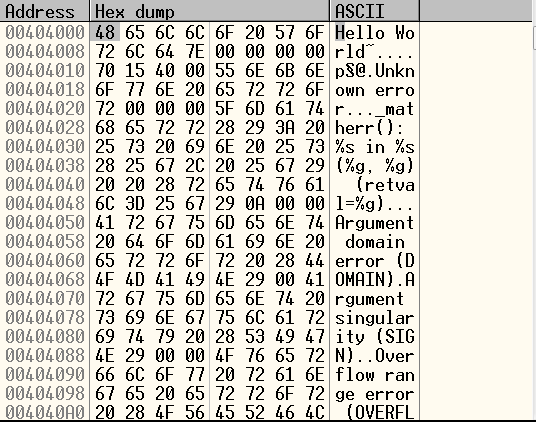 Address Hex dump ASCII
00404000 48 65 6C 6C 6F 20 57 6F Hello Wo
00404008 72 6C 64 7E 00 00 00 00 rld~....
00404010 70 15 40 00 55 6E 6B 6E p§@.Unkn
00404018 6F 77 6E 20 65 72 72 6F own erro
00404020 72 00 00 00 5F 6D 61 74 r..._mat
00404028 68 65 72 72 28 29 3A 20 herr():
00404030 25 73 20 69 6E 20 25 73 %s in %s
00404038 28 25 67 2C 20 25 67 29 (%g, %g)
00404040 20 20 28 72 65 74 76 61 (retva
00404048 6C 3D 25 67 29 0A 00 00 l=%g)...
00404050 41 72 67 75 6D 65 6E 74 Argument
00404058 20 64 6F 6D 61 69 6E 20 domain
00404060 65 72 72 6F 72 20 28 44 error (D
00404068 4F 4D 41 49 4E 29 00 41 OMAIN).A
00404070 72 67 75 6D 65 6E 74 20 rgument
00404078 73 69 6E 67 75 6C 61 72 singular
00404080 69 74 79 20 28 53 49 47 ity (SIG
00404088 4E 29 00 00 4F 76 65 72 N)..Over
00404090 66 6C 6F 77 20 72 61 6E flow ran
00404098 67 65 20 65 72 72 6F 72 ge error
004040A0 20 28 4F 56 45 52 46 4C (OVERFL